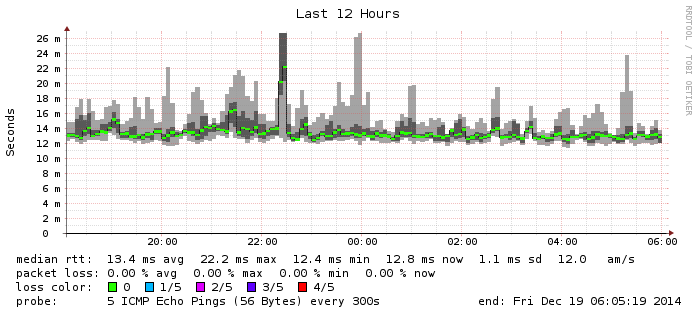 Last 12 Hours
RRDTOOL / TOBI OETIKER
Seconds
26 m
24 m
22 m
20 m
18 m
16 m
14 m
12 m
10 m
8 m
6 m
4 m
2 m
0
20:00 22:00 00:00 02:00 04:00 06:00
median rtt: 13.4 ms avg 22.2 ms max 12.4 ms min 12.8 ms now 1.1 ms sd 12.0 am/s
packet loss: 0.00 % avg 0.00 % max 0.00 % min 0.00 % now
loss color: 0 1/5 2/5 3/5 4/5
probe: 5 ICMP Echo Pings (56 Bytes) every 300s end: Fri Dec 19 06:05:19 2014